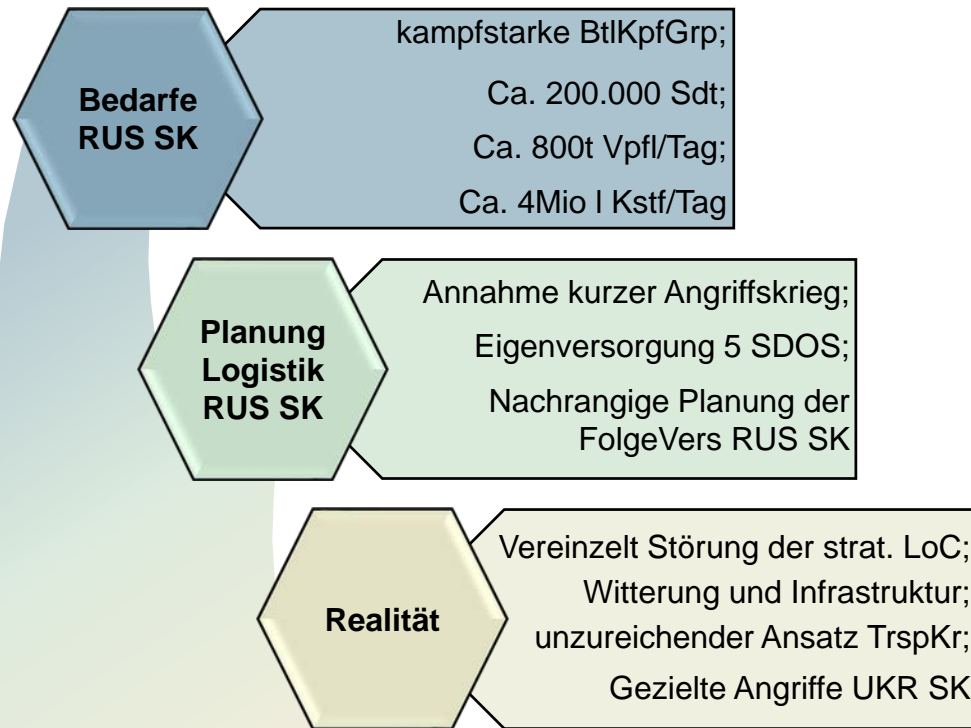 Bedarfe
RUS SK
kampfstarke BtlKpfGrp;
Ca. 200.000 Sdt;
Ca. 800t Vpfl/Tag;
Ca. 4Mio l Kstf/Tag
Planung
Logistik
RUS SK
Annahme kurzer Angriffskrieg;
Eigenversorgung 5 SDOS;
Nachrangige Planung der
FolgeVers RUS SK
Realität
Vereinzelt Störung der strat. LoC;
Witterung und Infrastruktur;
unzureichender Ansatz TrspKr;
Gezielte Angriffe UKR SK